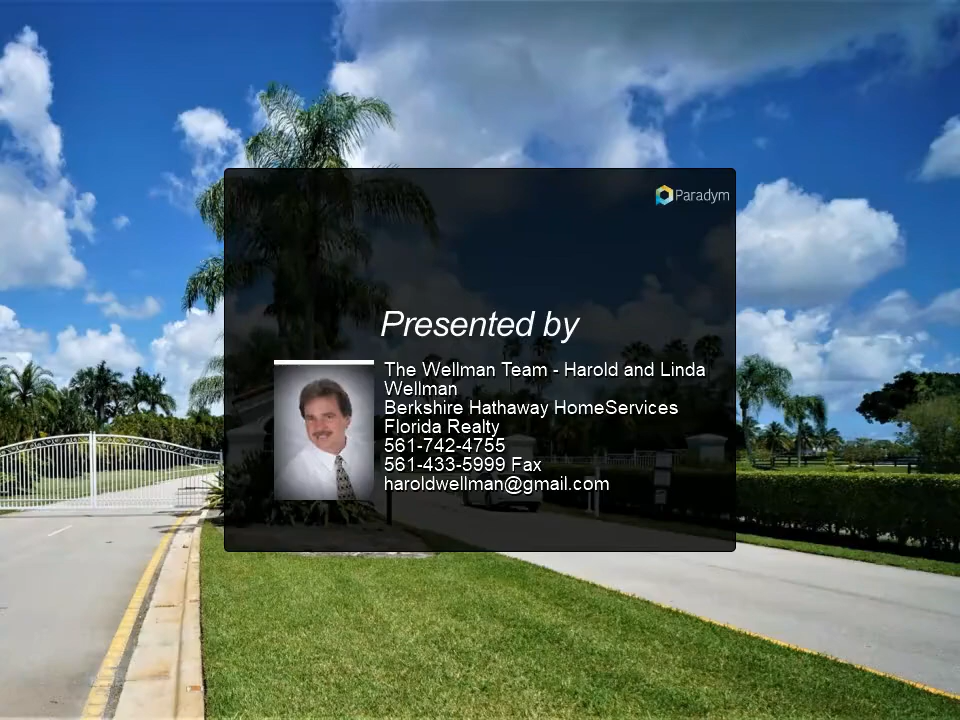 Paradym
Presented by
The Wellman Team - Harold and Linda
Wellman
Berkshire Hathaway HomeServices
Florida Realty
561-742-4755
561-433-5999 Fax
haroldwellman@gmail.com